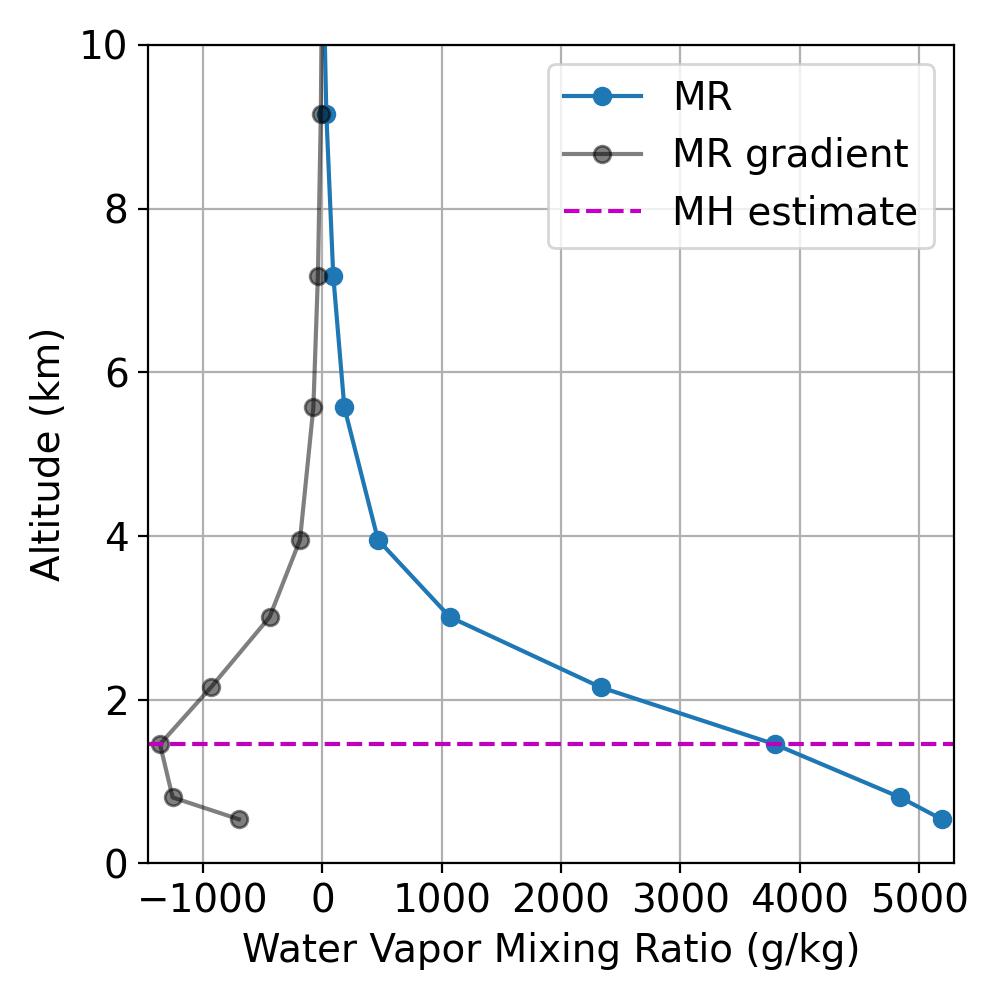 10
8
6
4
2
0
Altitude (km)
MR
MR gradient
MH estimate
−1000 0 1000 2000 3000 4000 5000
Water Vapor Mixing Ratio (g/kg)